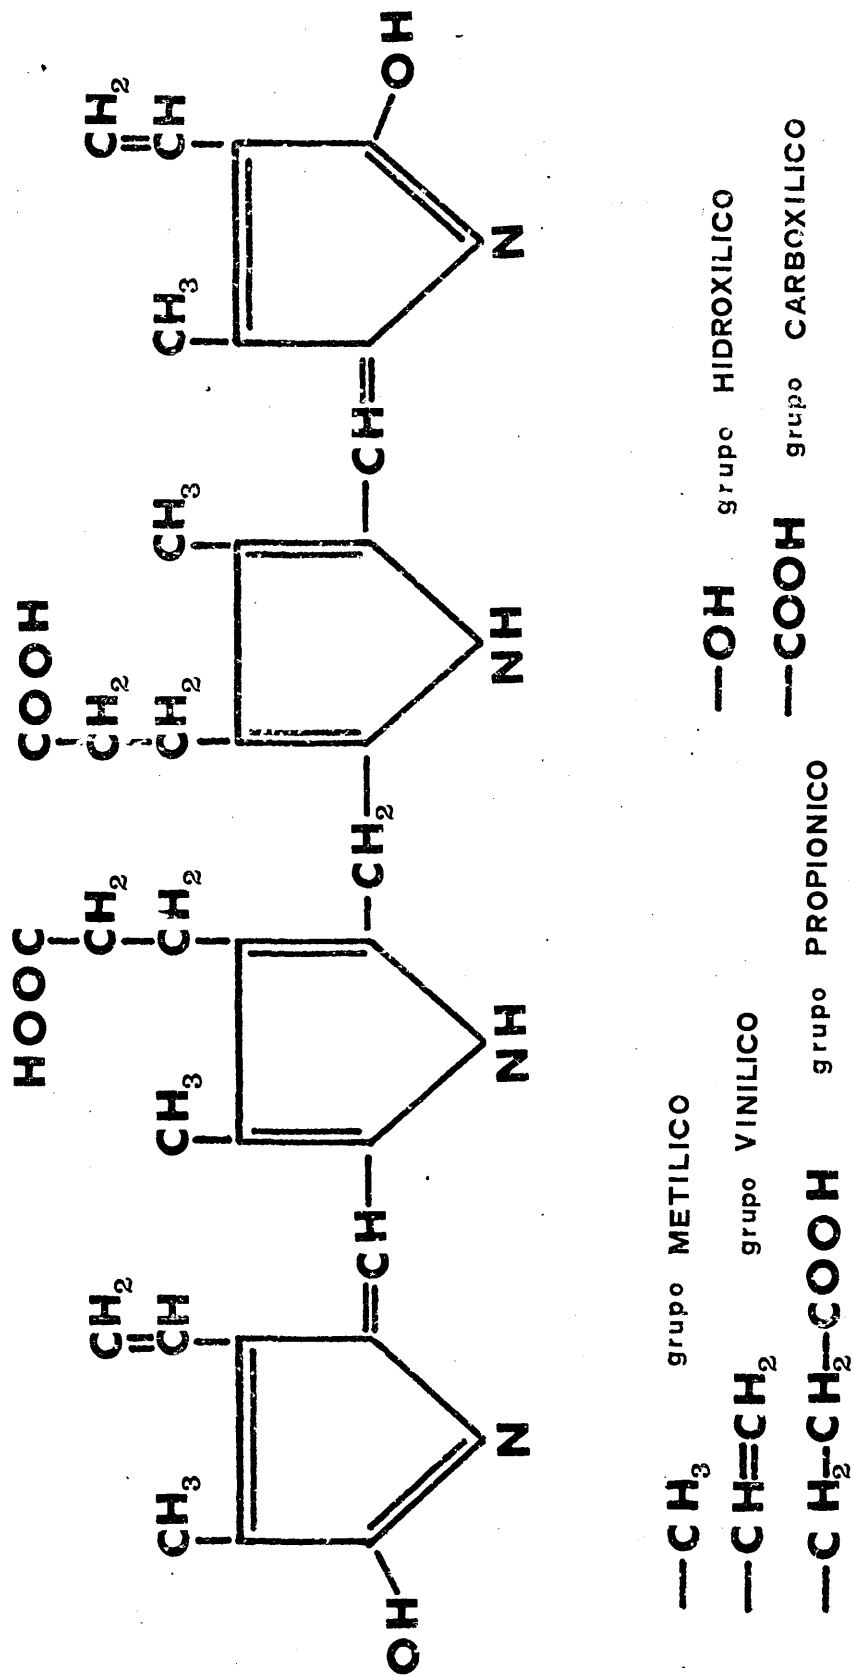 HOOC COOH
CH2 CH2
CH2 CH2 CH2 CH2
CH3 CH CH3 CH2 CH2 CH3 CH3 CH
OH CH CH2 CH OH
N NH NH N
—CH3 grupo METILICO
—CH=CH2 grupo VINILICO
—CH2—CH2—COOH grupo PROPIONICO
—OH grupo HIDROXILICO
—COOH grupo CARBOXILICO